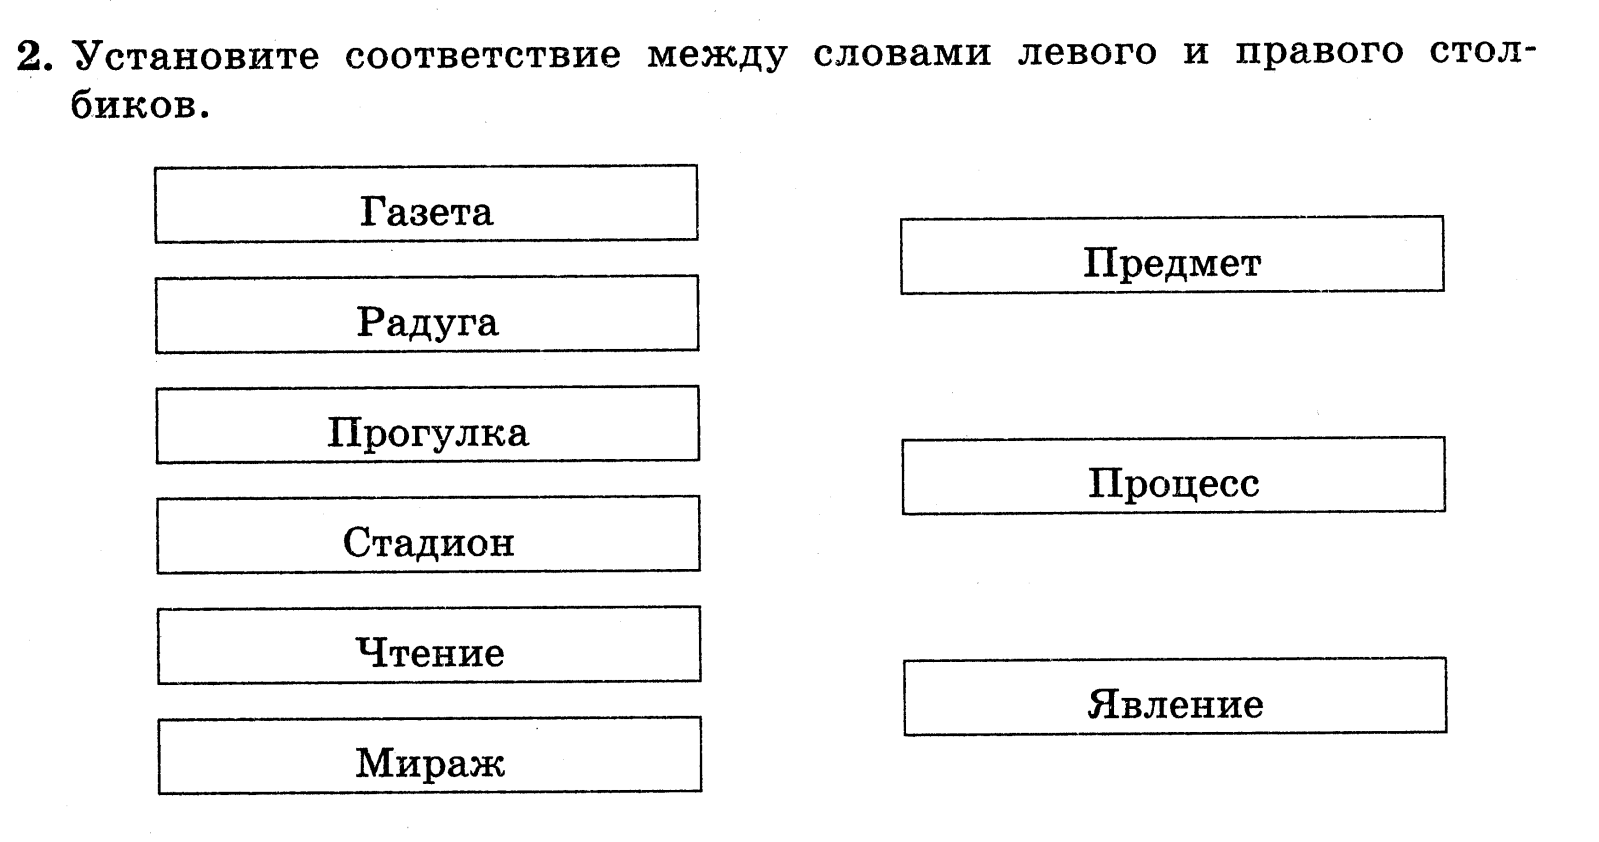 2. Установите соответствие между словами левого и правого стол-
биков.
Газета
Радуга
Прогулка
Стадион
Чтение
Мираж
Предмет
Процесс
Явление